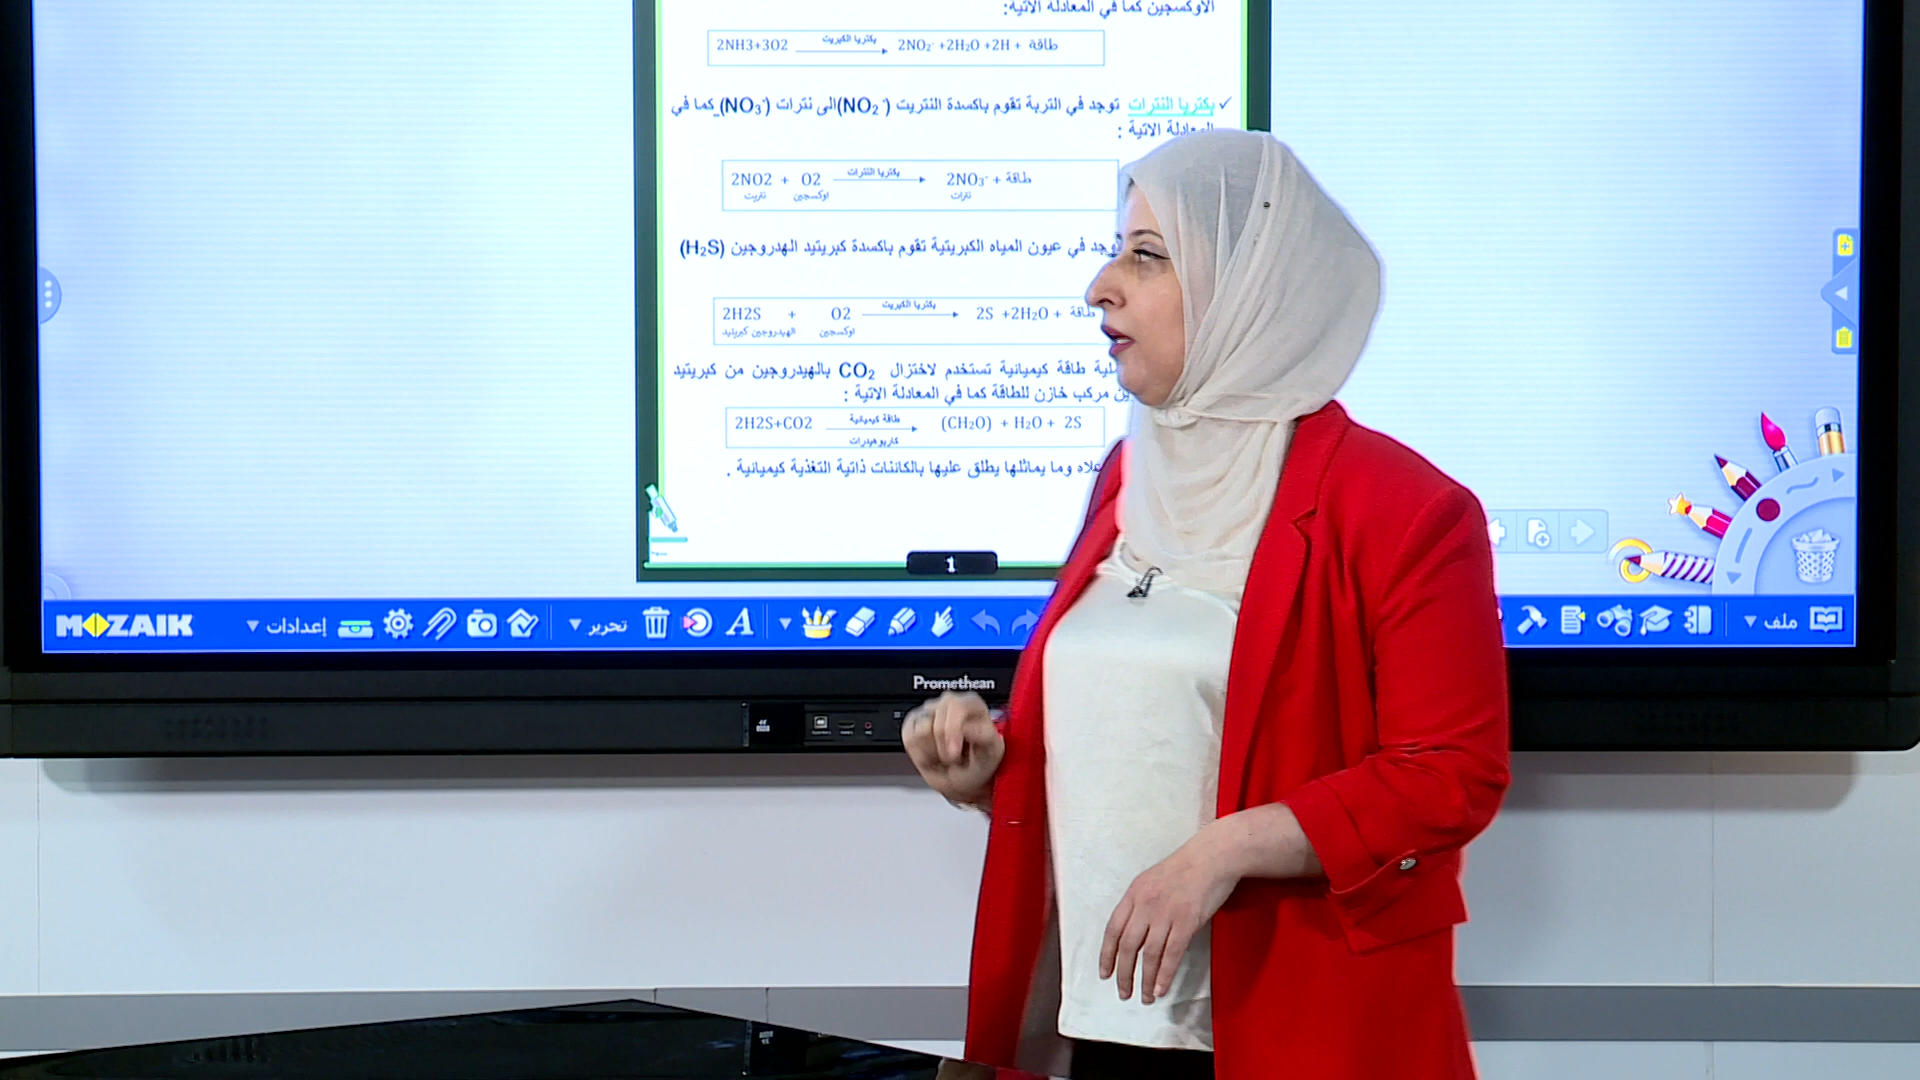 الاوكسجين كما في المعادلة الاتية:
بكتريا الكبريت
2NH3+3O2 2NO2- +2H2O +2H + طاقة
✓ بكتريا النترات توجد في التربة تقوم باكسدة النتريت (NO2-)الى نترات (NO3-)_كما في
المعادلة الاتية :
بكتريا النترات
2NO2 + O2 2NO3- + طاقة
نتريت اوكسجين نترات
توجد في عيون المياه الكبريتية تقوم باكسدة كبريتيد الهدروجين (H2S)
بكتريا الكبريت
2H2S + O2 2S +2H2O + طاقة
الهيدروجين كبريتيد اوكسجين
طاقة كيميائية تستخدم لاختزال CO2 بالهيدروجين من كبريتيد
مركب خازن للطاقة كما في المعادلة الاتية :
طاقة كيميائية
2H2S+CO2 (CH2O) + H2O + 2S
كاربوهيدرات
وما يماثلها يطلق عليها بالكائنات ذاتية التغذية كيميائية .
1
ملف تحرير إعدادات MOZAIK
Promethean